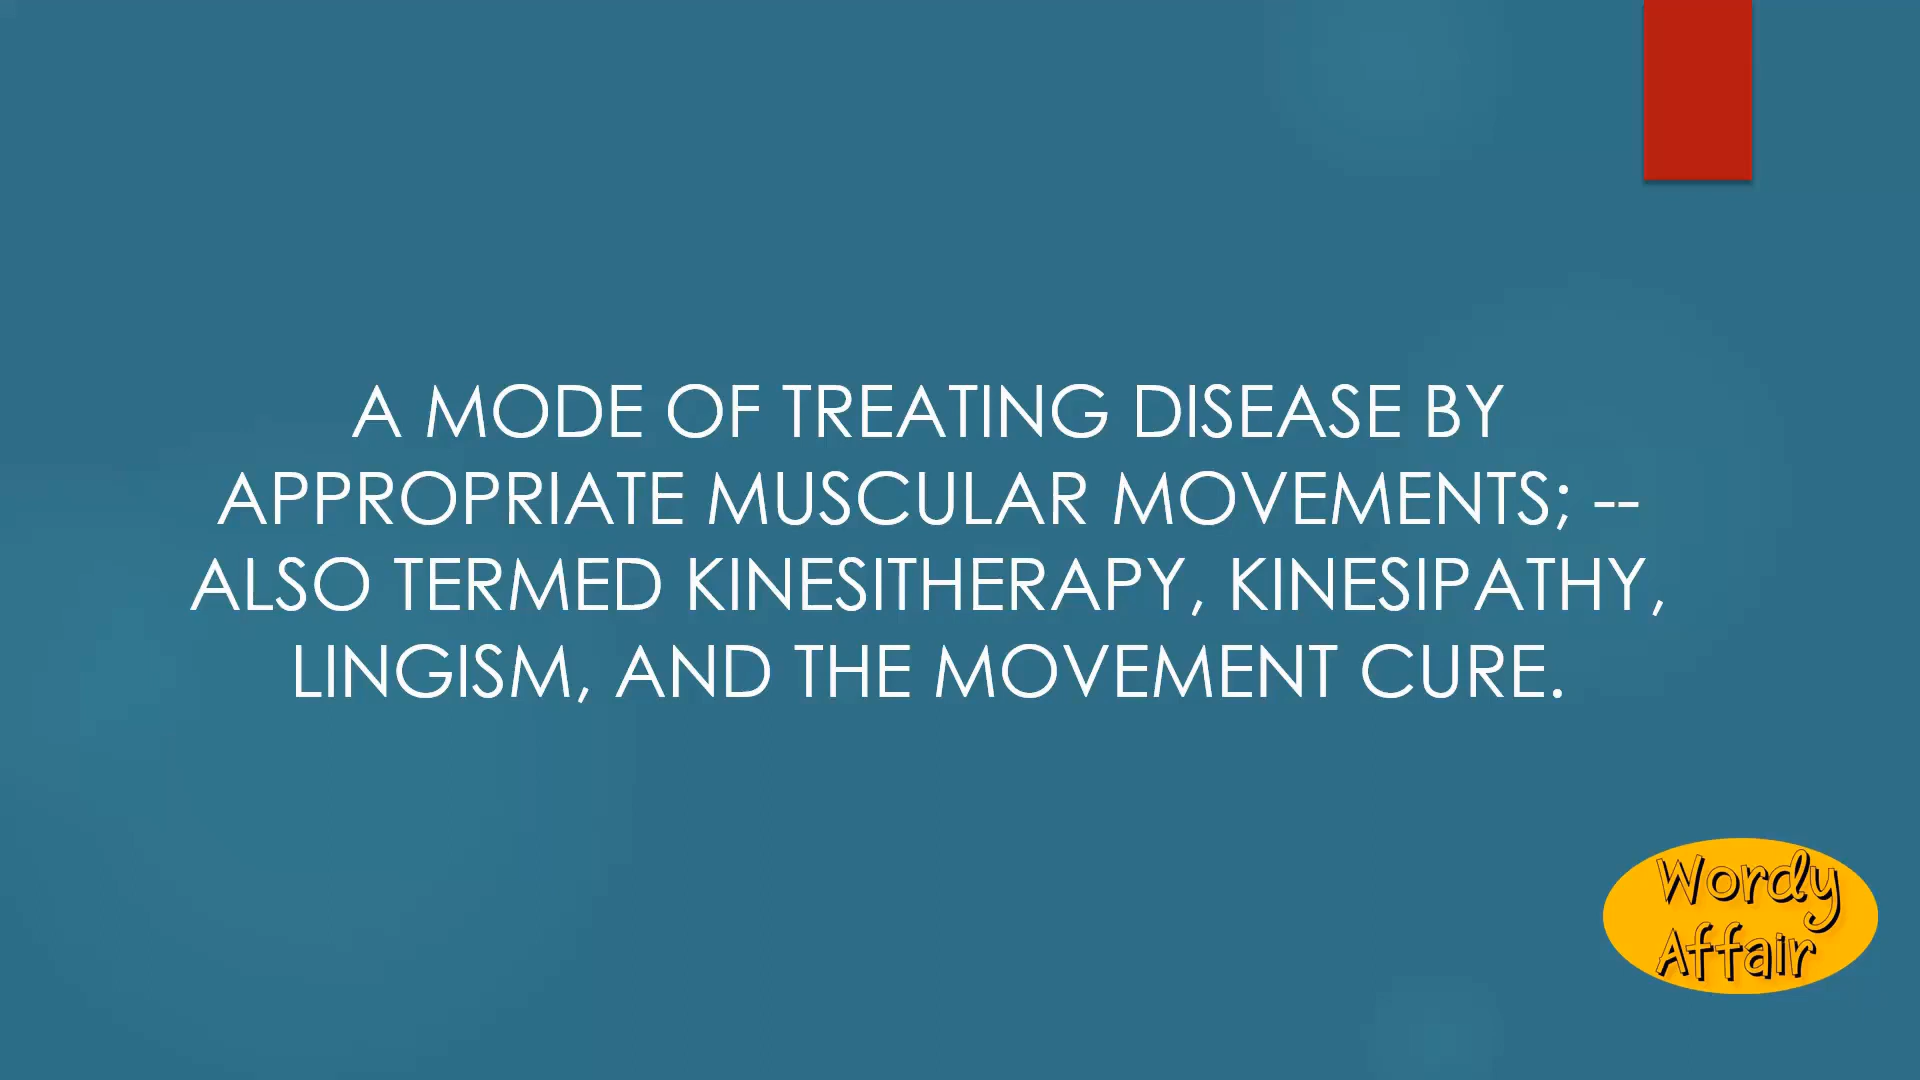 A MODE OF TREATING DISEASE BY
APPROPRIATE MUSCULAR MOVEMENTS; --
ALSO TERMED KINESITHERAPY, KINESIPATHY,
LINGISM, AND THE MOVEMENT CURE.
Wordy
Affair